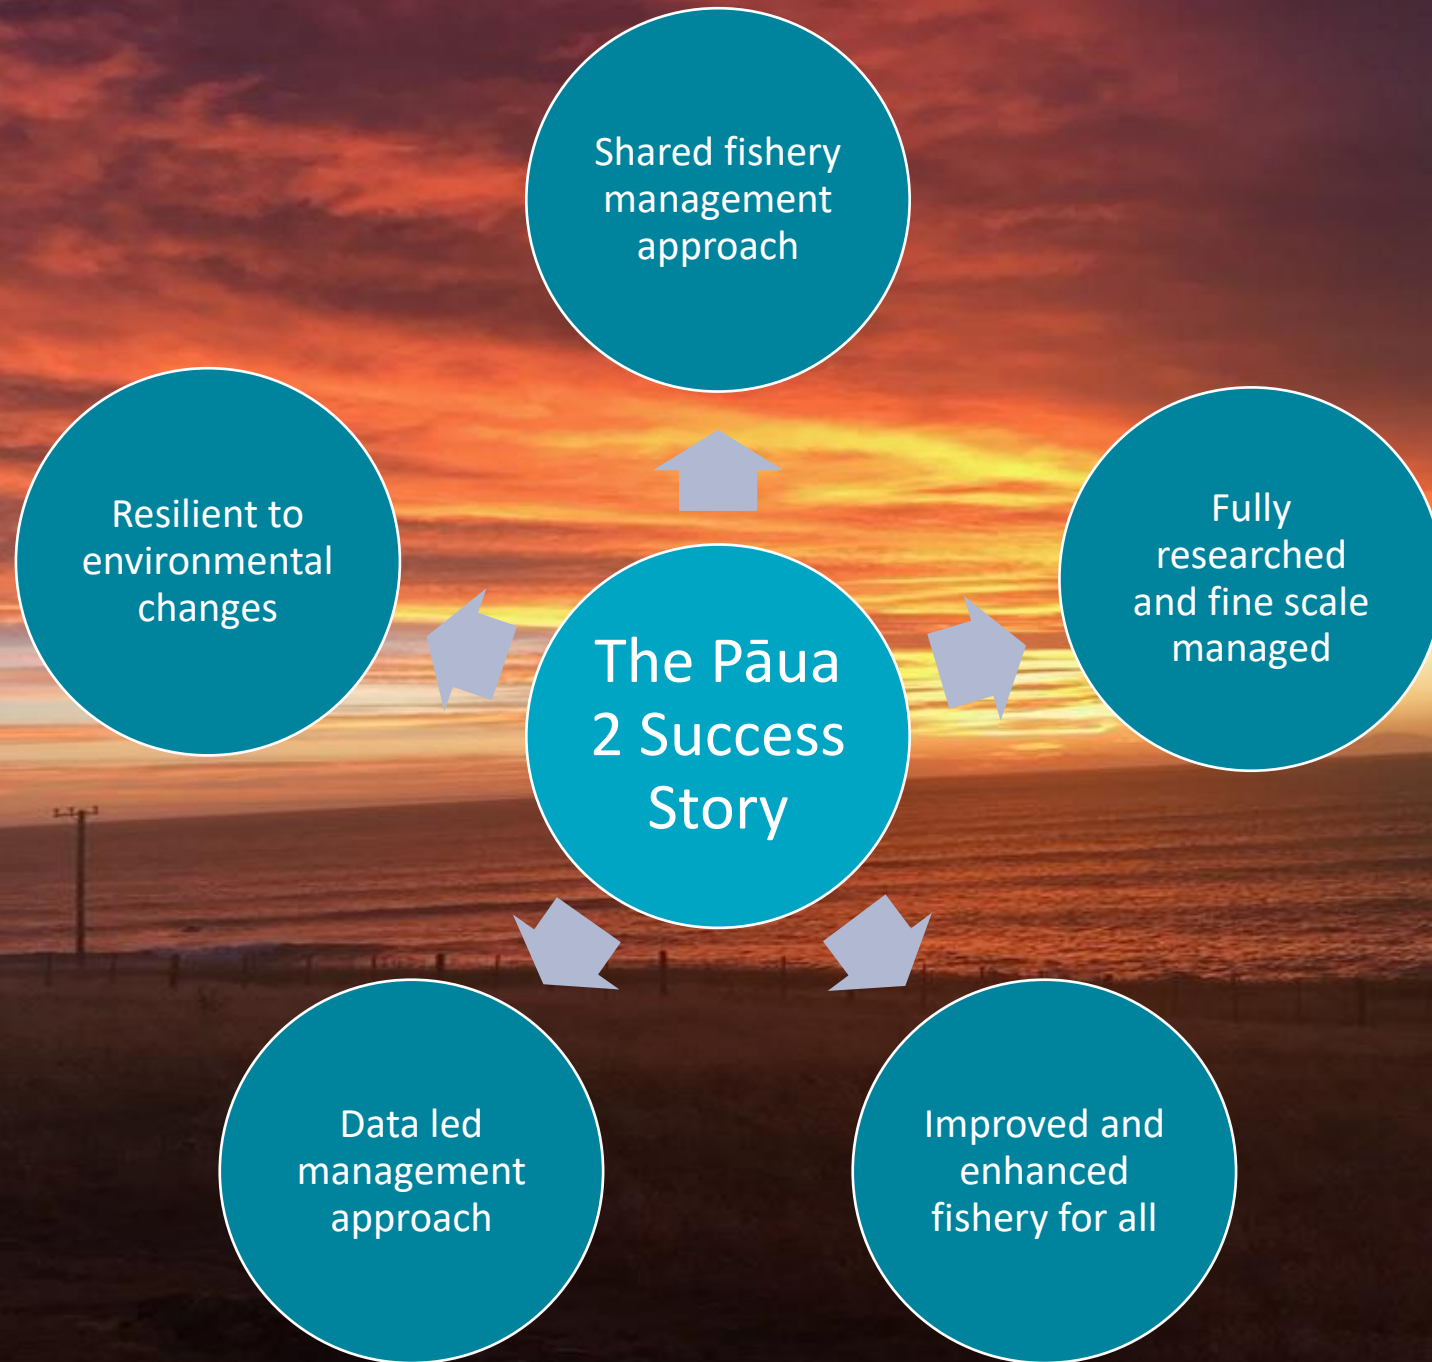 Shared fishery
management
approach
Fully
researched
and fine scale
managed
Improved and
enhanced
fishery for all
Data led
management
approach
Resilient to
environmental
changes
The Pāua
2 Success
Story